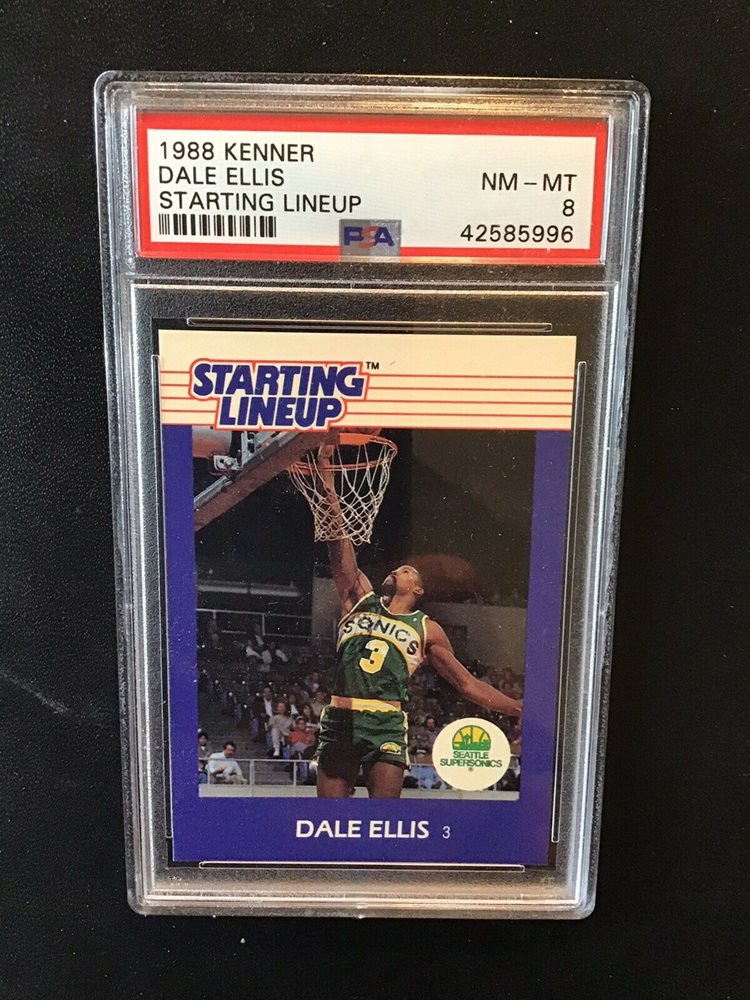 1988 KENNER
DALE ELLIS NM - MT
STARTING LINEUP 8
PSA 42585996
STARTING™
LINEUP
SONICS
3
SEATTLE
SUPERSONICS
®
DALE ELLIS 3